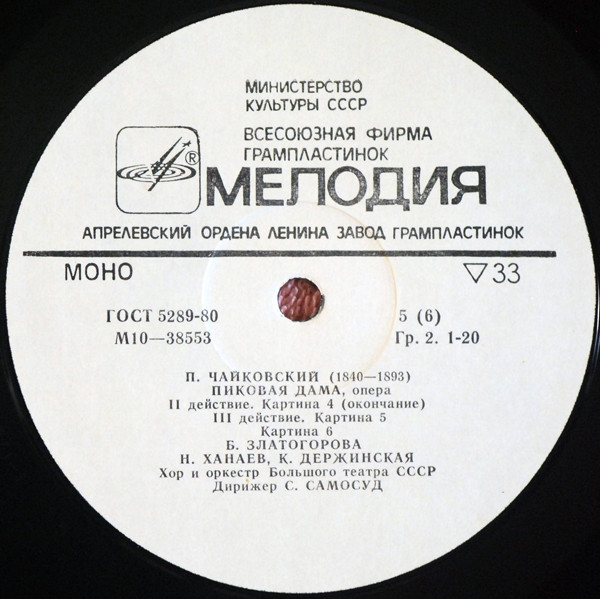 МИНИСТЕРСТВО
КУЛЬТУРЫ СССР
ВСЕСОЮЗНАЯ ФИРМА
ГРАМПЛАСТИНОК
®
МЕЛОДИЯ
АПРЕЛЕВСКИЙ ОРДЕНА ЛЕНИНА ЗАВОД ГРАМПЛАСТИНОК
МОНО ▽33
ГОСТ 5289-80 5 (6)
М10—38553 Гр. 2. 1-20
П. ЧАЙКОВСКИЙ (1840—1893)
ПИКОВАЯ ДАМА, опера
II действие. Картина 4 (окончание)
III действие. Картина 5
Картина 6
Б. ЗЛАТОГОРОВА
Н. ХАНАЕВ, К. ДЕРЖИНСКАЯ
Хор и оркестр Большого театра СССР
Дирижер С. САМОСУД